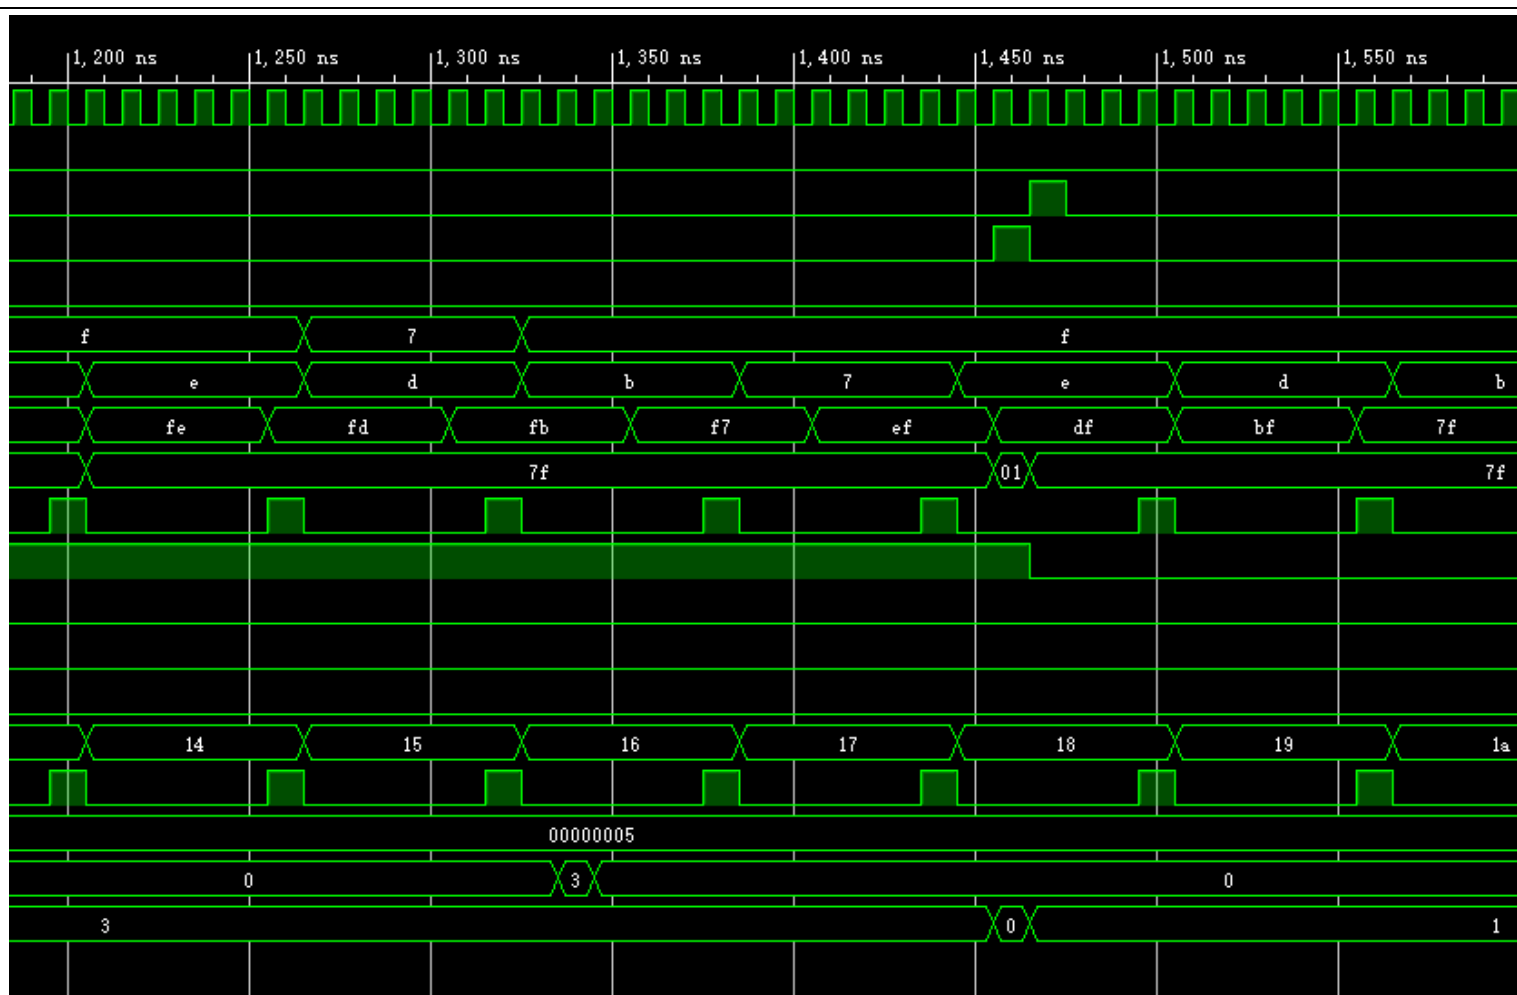 1,200 ns 1,250 ns 1,300 ns 1,350 ns 1,400 ns 1,450 ns 1,500 ns 1,550 ns
f 7 f
e d b 7 e d b
fe fd fb f7 ef df bf 7f
7f 01 7f
14 15 16 17 18 19 1a
00000005
0 3 0
3 0 1